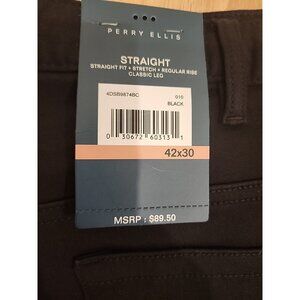 PERRY ELLIS
STRAIGHT
STRAIGHT FIT • STRETCH • REGULAR RISE
CLASSIC LEG
4DSB9874BC 010
BLACK
0 30672 60313 1
42x30
MSRP : $89.50